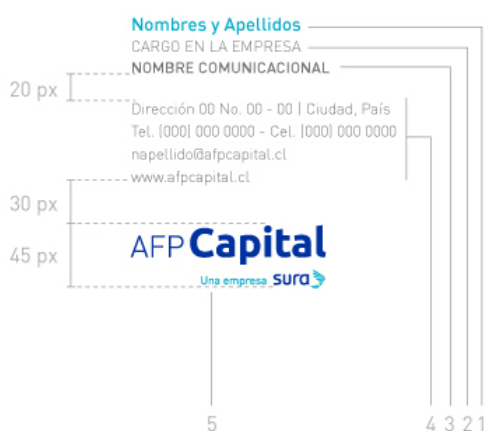 Nombres y Apellidos
CARGO EN LA EMPRESA
NOMBRE COMUNICACIONAL
20 px
Dirección 00 No. 00 - 00 | Ciudad, País
Tel. (000) 000 0000 - Cel. (000) 000 0000
napellido@afpcapital.cl
www.afpcapital.cl
30 px
45 px
AFP Capital
Una empresa sura
5
4 3 2 1